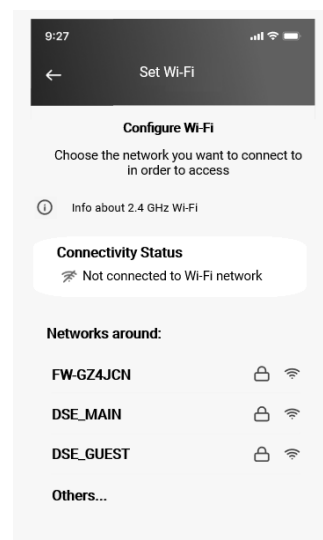 9:27
Set Wi-Fi
Configure Wi-Fi
Choose the network you want to connect to
in order to access
Info about 2.4 GHz Wi-Fi
Connectivity Status
Not connected to Wi-Fi network
Networks around:
FW-GZ4JCN
DSE_MAIN
DSE_GUEST
Others...